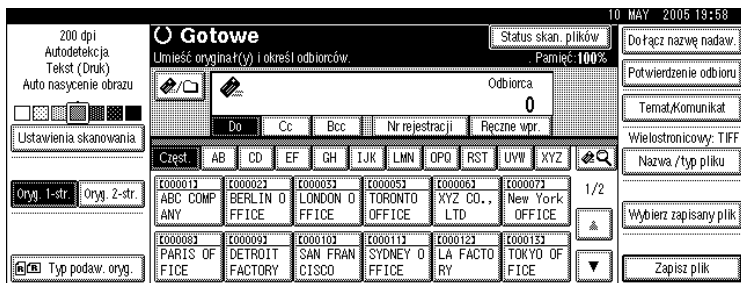 10 MAY 2005 19:58
200 dpi
Autodetekcja
Tekst (Druk)
Auto nasycenie obrazu
Ustawienia skanowania
Oryg. 1-str.
Oryg. 2-str.
Typ podaw. oryg.
Gotowe
Status skan. plików
Umieść oryginał(y) i określ odbiorców.
. Pamięć:100%
Odbiorca
0
Do
Cc
Bcc
Nr rejestracji
Ręczne wpr.
Częst.
AB
CD
EF
GH
IJK
LMN
OPQ
RST
UVW
XYZ
[00001]
ABC COMP
ANY
[00002]
BERLIN O
FFICE
[00003]
LONDON O
FFICE
[00005]
TORONTO
OFFICE
[00006]
XYZ CO.,
LTD
[00007]
New York
OFFICE
1/2
[00008]
PARIS OF
FICE
[00009]
DETROIT
FACTORY
[00010]
SAN FRAN
CISCO
[00011]
SYDNEY O
FFICE
[00012]
LA FACTO
RY
[00013]
TOKYO OF
FICE
Dołącz nazwę nadaw.
Potwierdzenie odbioru
Temat/Komunikat
Wielostronicowy: TIFF
Nazwa /typ pliku
Wybierz zapisany plik
Zapisz plik